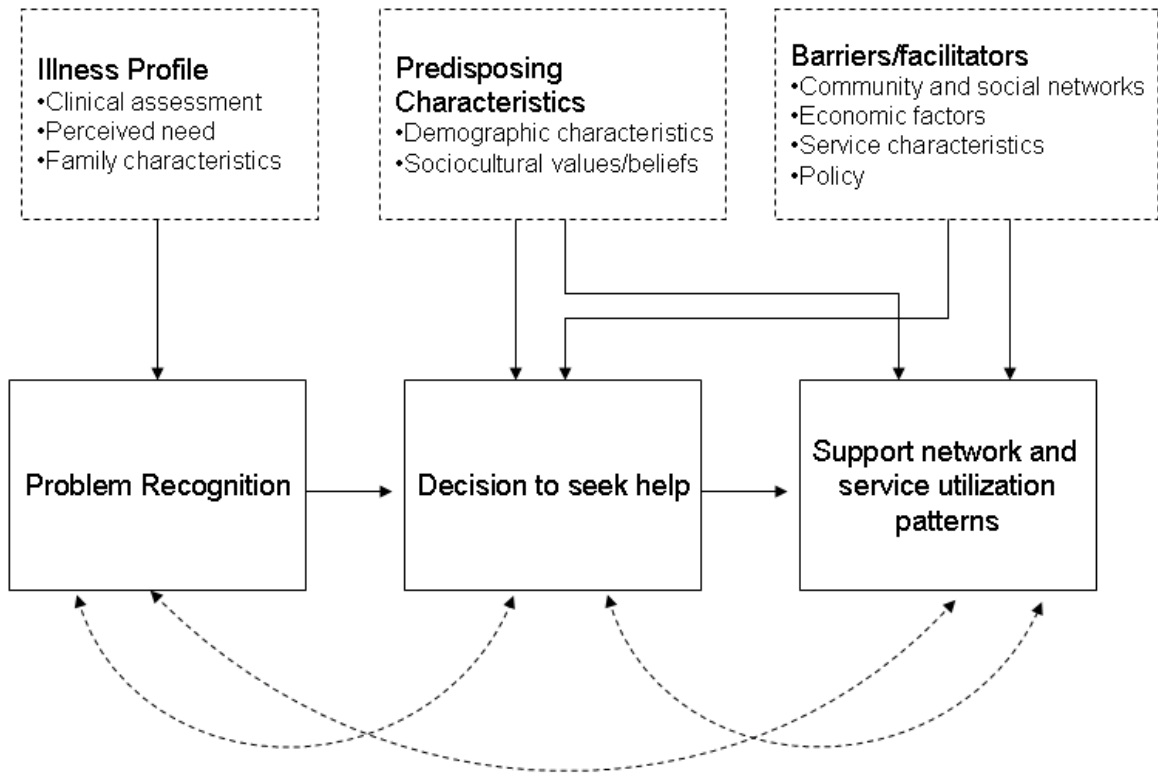 Illness Profile
•Clinical assessment
•Perceived need
•Family characteristics
Predisposing
Characteristics
•Demographic characteristics
•Sociocultural values/beliefs
Barriers/facilitators
•Community and social networks
•Economic factors
•Service characteristics
•Policy
Problem Recognition
Decision to seek help
Support network and
service utilization
patterns